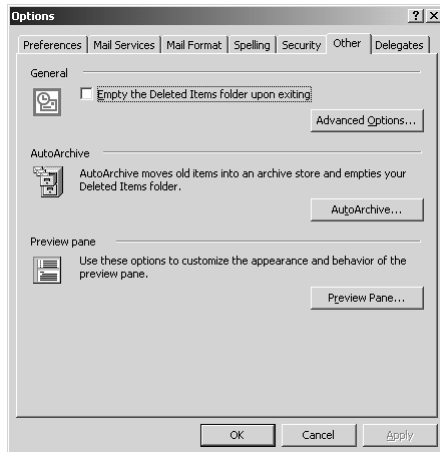 Options
Preferences Mail Services Mail Format Spelling Security Other Delegates
General
Empty the Deleted Items folder upon exiting
Advanced Options...
AutoArchive
AutoArchive moves old items into an archive store and empties your
Deleted Items folder.
AutoArchive...
Preview pane
Use these options to customize the appearance and behavior of the
preview pane.
Preview Pane...
OK Cancel Apply